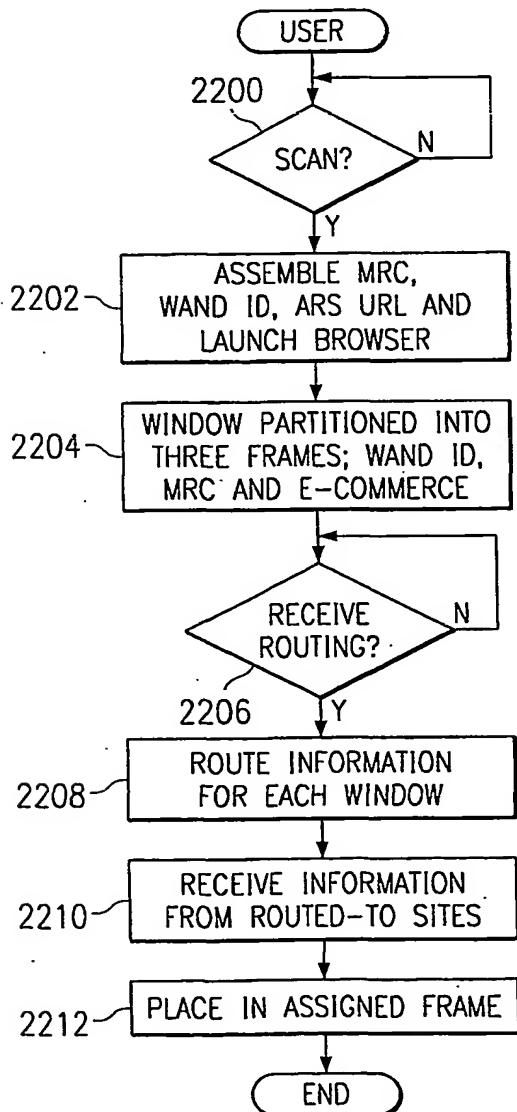 USER
2200
SCAN?
N
Y
2202
ASSEMBLE MRC,
WAND ID, ARS URL AND
LAUNCH BROWSER
2204
WINDOW PARTITIONED INTO
THREE FRAMES; WAND ID,
MRC AND E-COMMERCE
RECEIVE
ROUTING?
N
2206
Y
2208
ROUTE INFORMATION
FOR EACH WINDOW
2210
RECEIVE INFORMATION
FROM ROUTED-TO SITES
2212
PLACE IN ASSIGNED FRAME
END